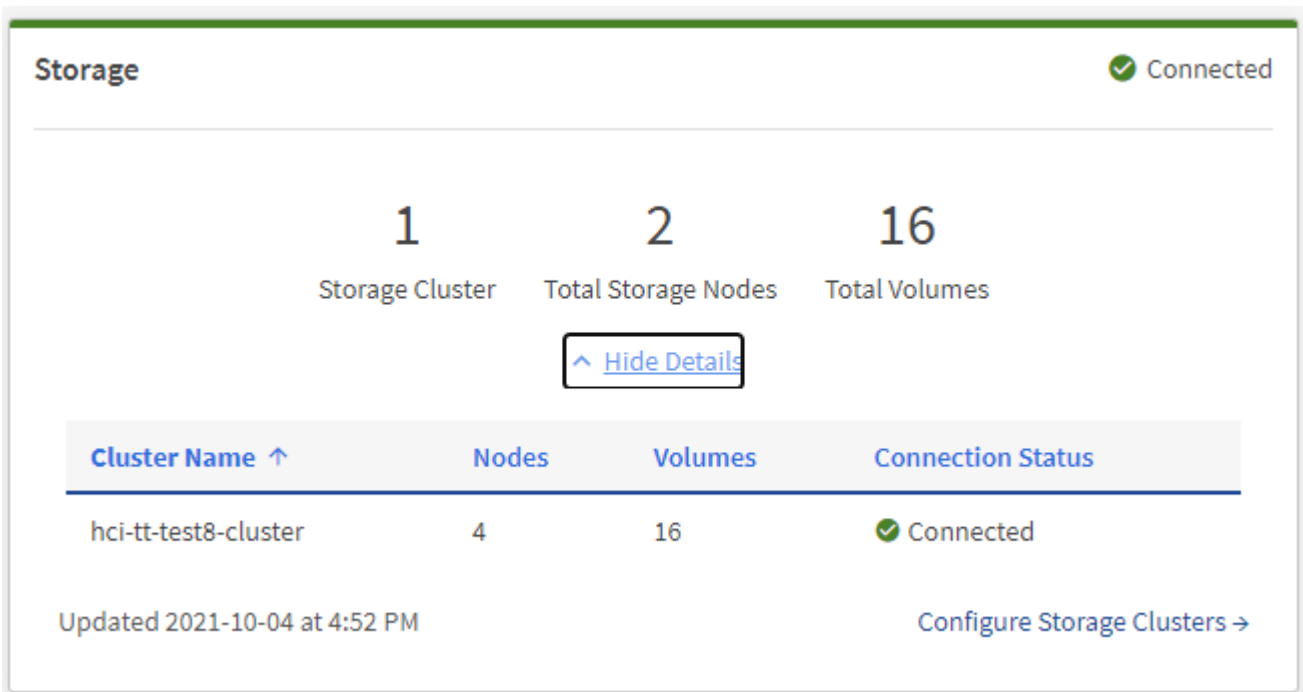 Storage
Connected
1 2 16
Storage Cluster Total Storage Nodes Total Volumes
Hide Details
Cluster Name ↑ Nodes Volumes Connection Status
hci-tt-test8-cluster 4 16 Connected
Updated 2021-10-04 at 4:52 PM Configure Storage Clusters →